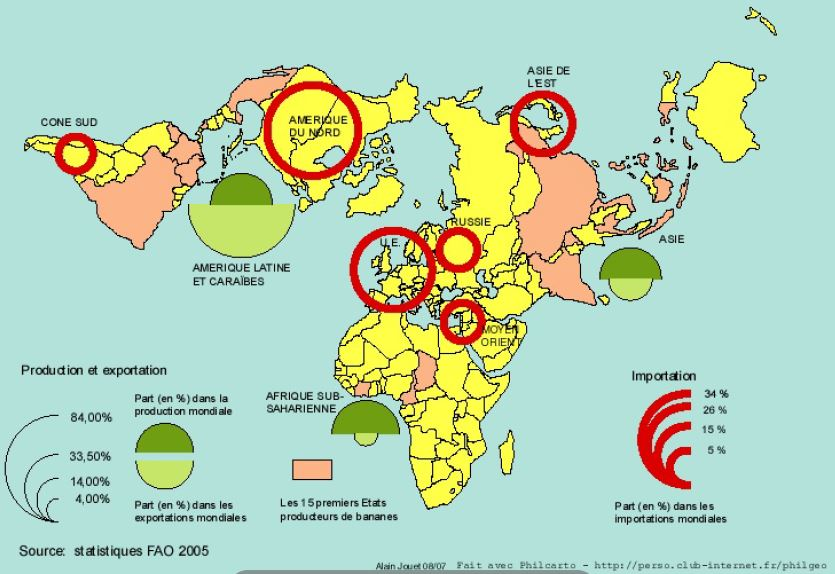 ASIE DE
L'EST
CONE SUD
AMERIQUE
DU NORD
RUSSIE
U.E.
ASIE
AMERIQUE LATINE
ET CARAÏBES
MOYEN
ORIENT
Production et exportation
Importation
Part (en %) dans la
production mondiale
84,00%
33,50%
14,00%
4,00%
Part (en %) dans les
exportations mondiales
AFRIQUE SUB-
SAHARIENNE
Les 15 premiers Etats
producteurs de bananes
34 %
26 %
15 %
5 %
Part (en %) dans les
importations mondiales
Source: statistiques FAO 2005
Alain Jouet 08/07 Fait avec Philcarto - http://perso.club-internet.fr/philgeo